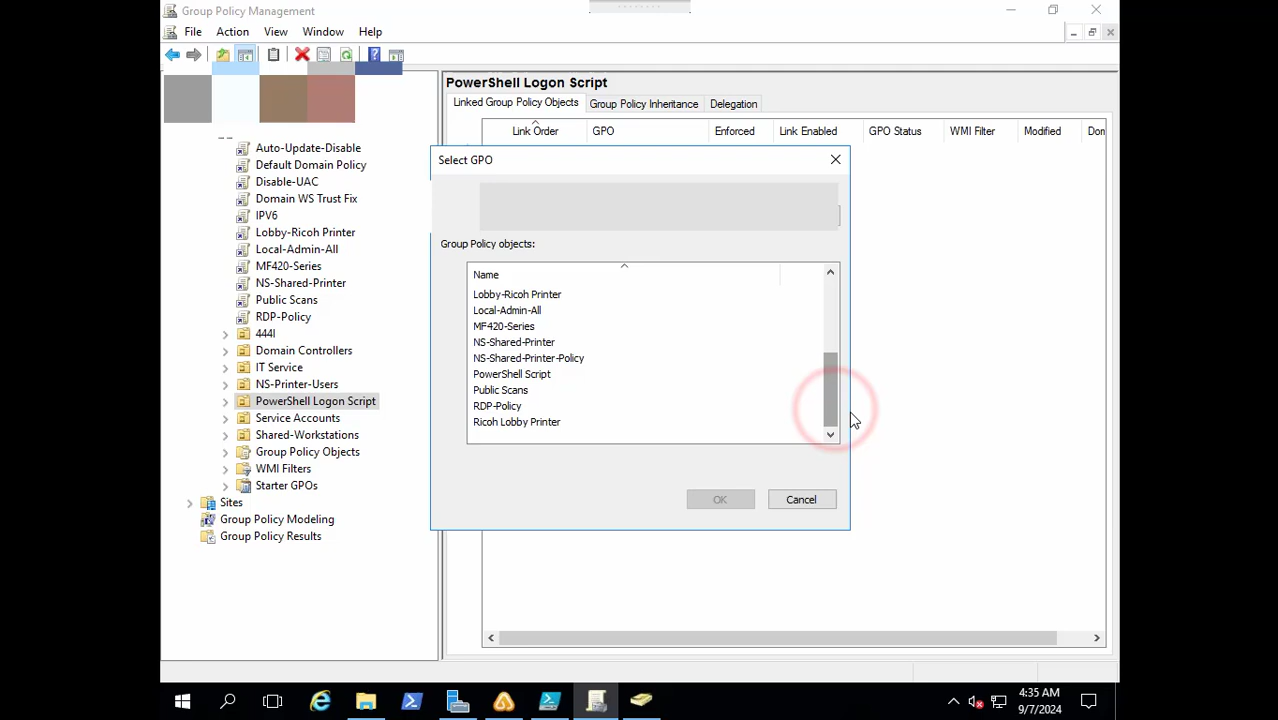 Group Policy Management
File Action View Window Help
Auto-Update-Disable
Default Domain Policy
Disable-UAC
Domain WS Trust Fix
IPV6
Lobby-Ricoh Printer
Local-Admin-All
MF420-Series
NS-Shared-Printer
Public Scans
RDP-Policy
444I
Domain Controllers
IT Service
NS-Printer-Users
PowerShell Logon Script
Service Accounts
Shared-Workstations
Group Policy Objects
WMI Filters
Starter GPOs
Sites
Group Policy Modeling
Group Policy Results
PowerShell Logon Script
Linked Group Policy Objects Group Policy Inheritance Delegation
Link Order GPO Enforced Link Enabled GPO Status WMI Filter Modified Don
Select GPO
Group Policy objects:
Name
Lobby-Ricoh Printer
Local-Admin-All
MF420-Series
NS-Shared-Printer
NS-Shared-Printer-Policy
PowerShell Script
Public Scans
RDP-Policy
Ricoh Lobby Printer
OK Cancel
4:35 AM
9/7/2024